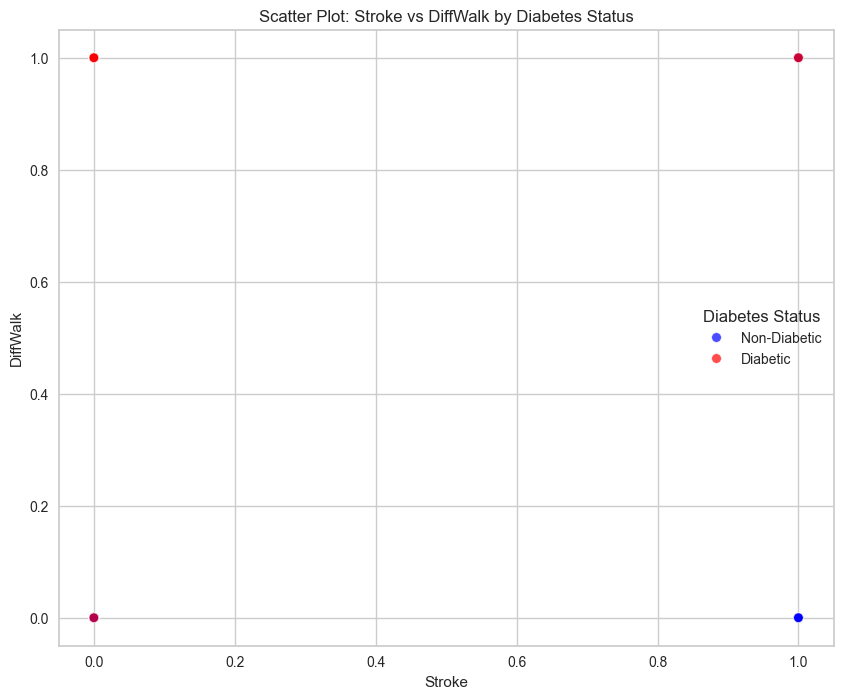 Scatter Plot: Stroke vs DiffWalk by Diabetes Status
1.0
0.8
0.6
0.4
0.2
0.0
DiffWalk
Diabetes Status
Non-Diabetic
Diabetic
0.0 0.2 0.4 0.6 0.8 1.0
Stroke